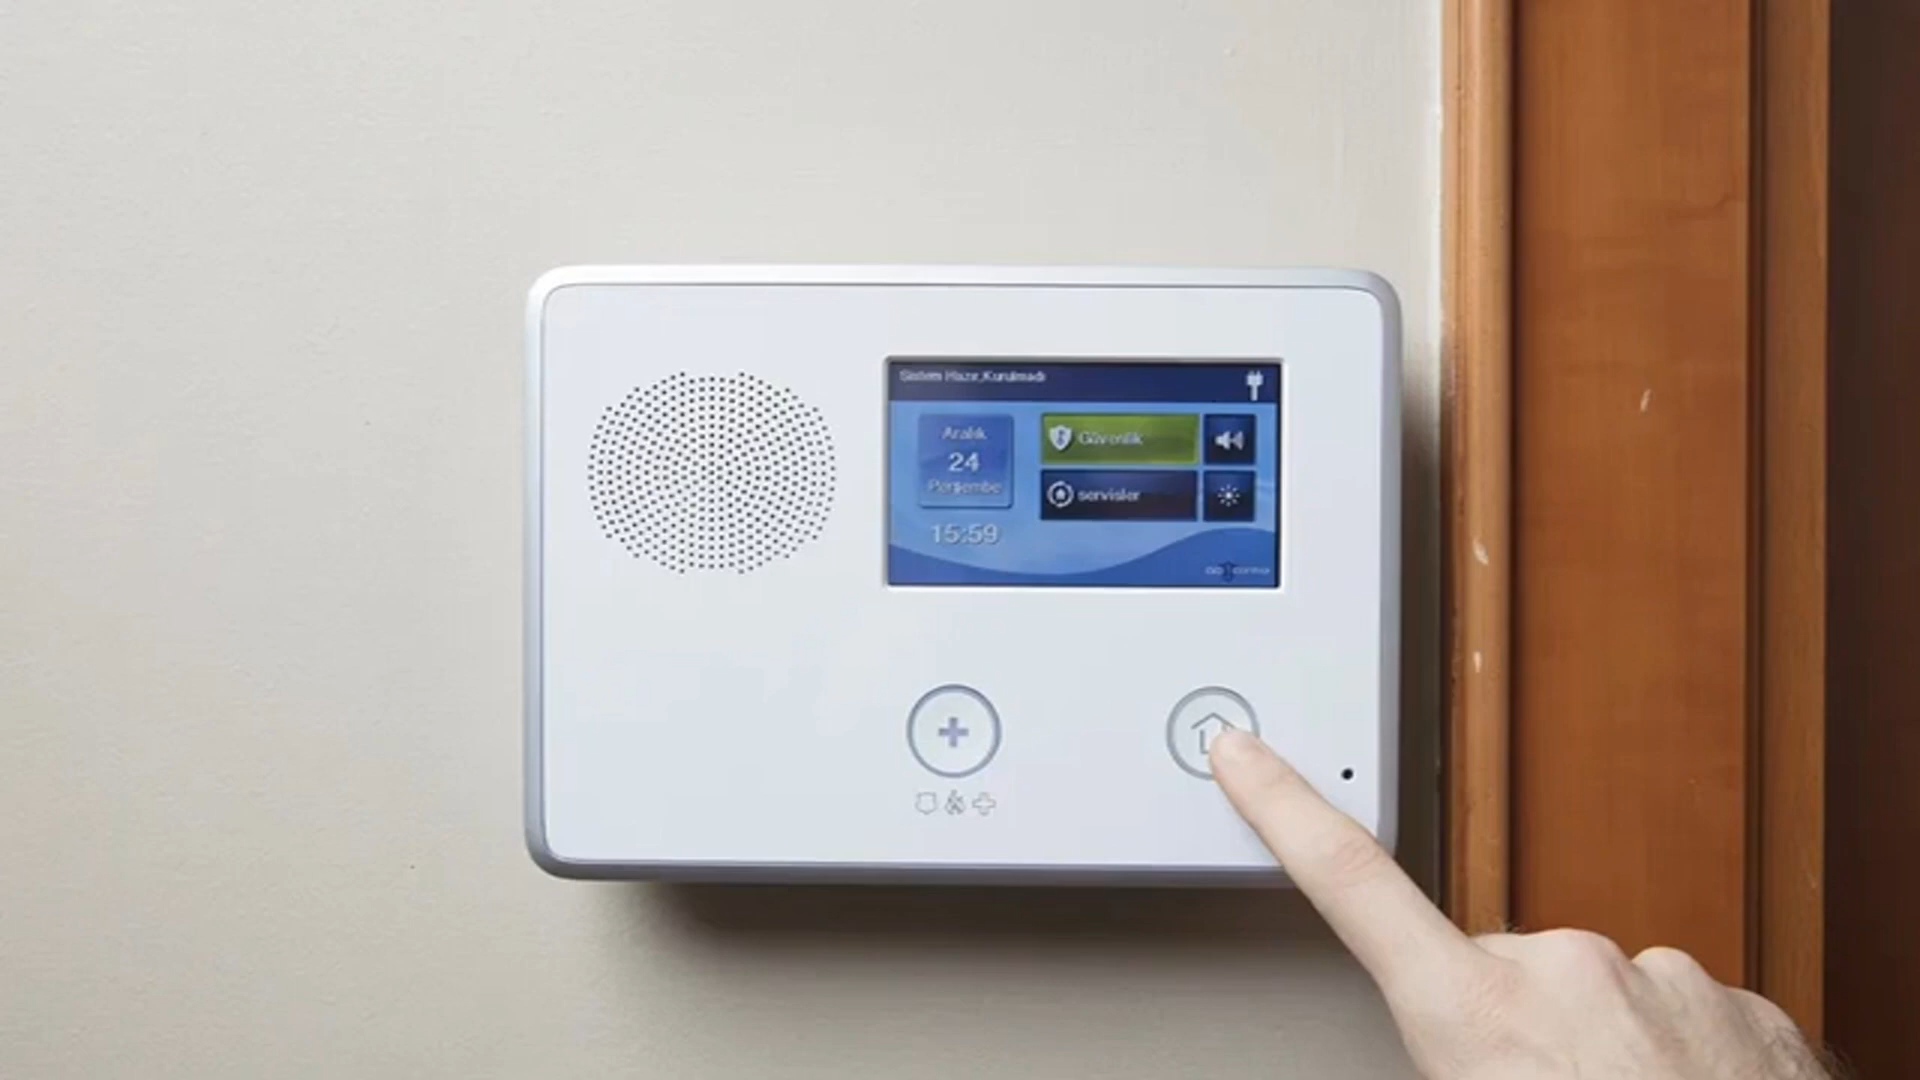 Sistem Hazır,Kurulmadı
Aralık
24
Perşembe
15:59
Güvenlik
servisler